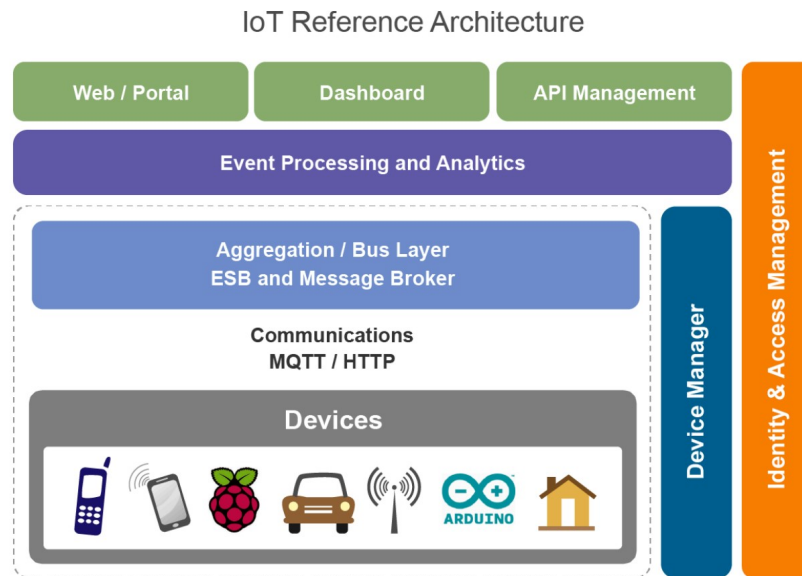 IoT Reference Architecture
Web / Portal
Dashboard
API Management
Event Processing and Analytics
Aggregation / Bus Layer
ESB and Message Broker
Communications
MQTT / HTTP
Devices
ARDUINO
Device Manager
Identity & Access Management